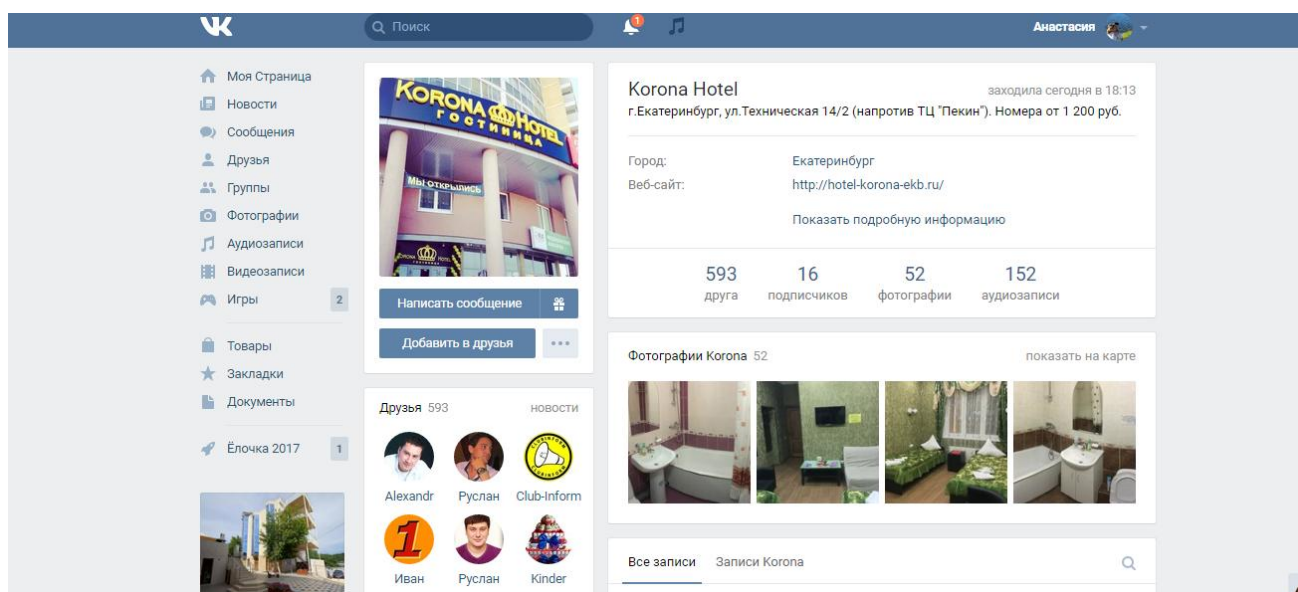 Поиск
1
Анастасия
Моя Страница
Новости
Сообщения
Друзья
Группы
Фотографии
Аудиозаписи
Видеозаписи
Игры 2
Товары
Закладки
Документы
Ёлочка 2017 1
KORONA HOTEL
ГОСТИНИЦА
МЫ ОТКРЫЛИСЬ
Написать сообщение
Добавить в друзья
Друзья 593 новости
Alexandr Руслан Club-Inform
Иван Руслан Kinder
Korona Hotel заходила сегодня в 18:13
г.Екатеринбург, ул.Техническая 14/2 (напротив ТЦ "Пекин"). Номера от 1 200 руб.
Город: Екатеринбург
Веб-сайт: http://hotel-korona-ekb.ru/
Показать подробную информацию
593 16 52 152
друга подписчиков фотографии аудиозаписи
Фотографии Korona 52 показать на карте
Все записи Записи Korona